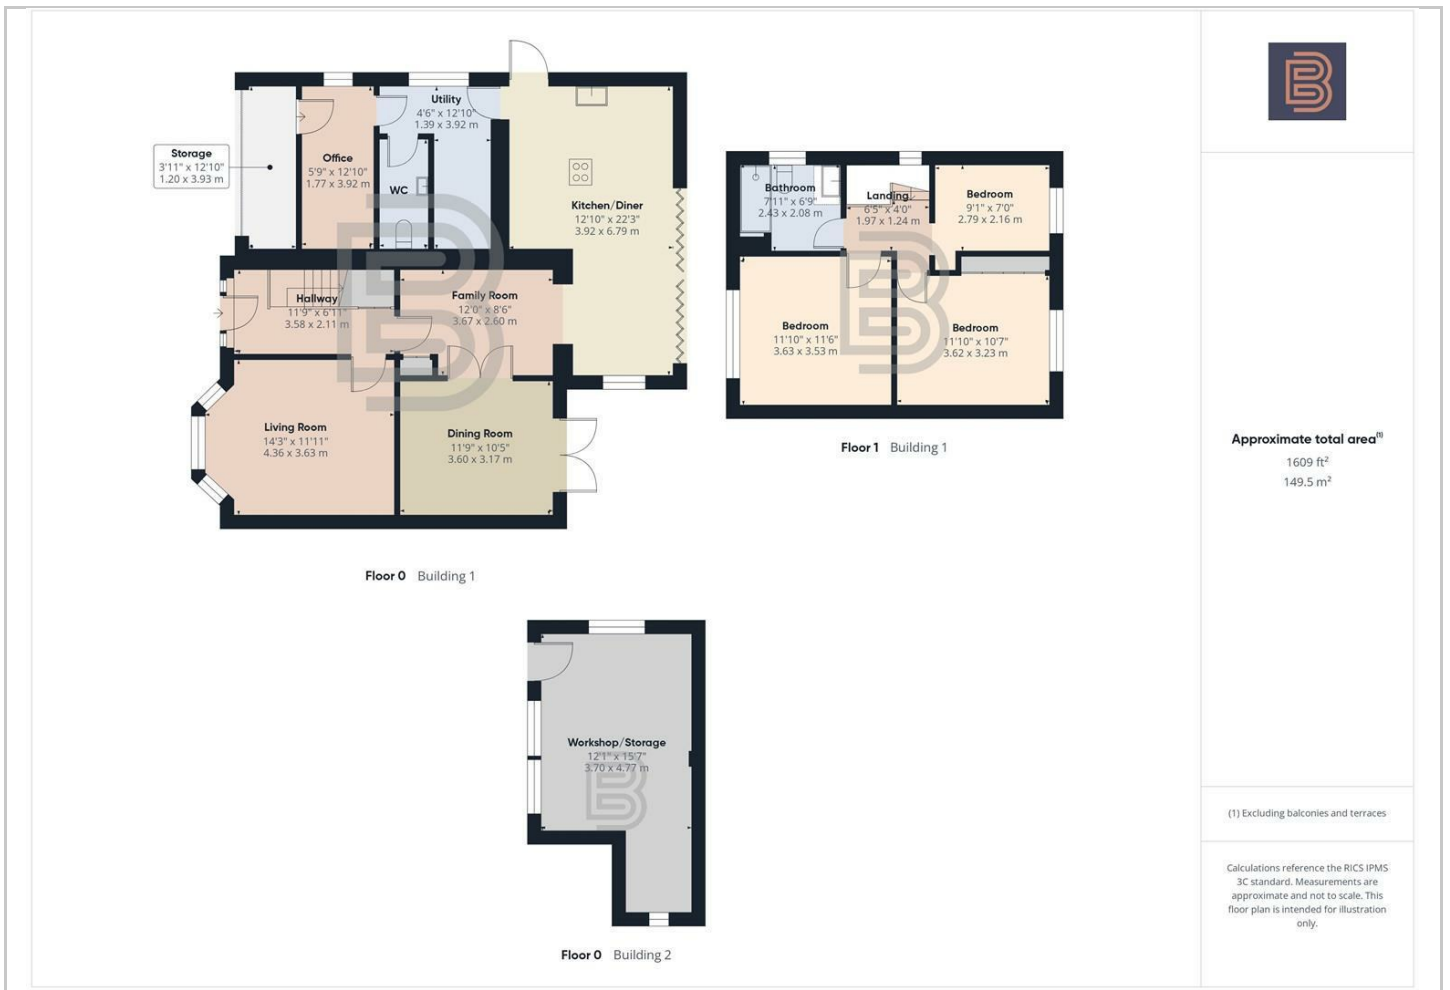 Utility
4'6" x 12'10"
1.39 x 3.92 m
Storage
3'11" x 12'10"
1.20 x 3.93 m
Office
5'9" x 12'10"
1.77 x 3.92 m
WC
Kitchen/Diner
12'10" x 22'3"
3.92 x 6.79 m
Hallway
11'9" x 6'11"
3.58 x 2.11 m
Family Room
12'0" x 8'6"
3.67 x 2.60 m
Living Room
14'3" x 11'11"
4.36 x 3.63 m
Dining Room
11'9" x 10'5"
3.60 x 3.17 m
Floor 0 Building 1
Bathroom
7'11" x 6'9"
2.43 x 2.08 m
Landing
6'5" x 4'0"
1.97 x 1.24 m
Bedroom
9'1" x 7'0"
2.79 x 2.16 m
Bedroom
11'10" x 11'6"
3.63 x 3.53 m
Bedroom
11'10" x 10'7"
3.62 x 3.23 m
Floor 1 Building 1
Workshop/Storage
12'1" x 15'7"
3.70 x 4.77 m
Floor 0 Building 2
Approximate total area(1)
1609 ft²
149.5 m²
(1) Excluding balconies and terraces
Calculations reference the RICS IPMS
3C standard. Measurements are
approximate and not to scale. This
floor plan is intended for illustration
only.